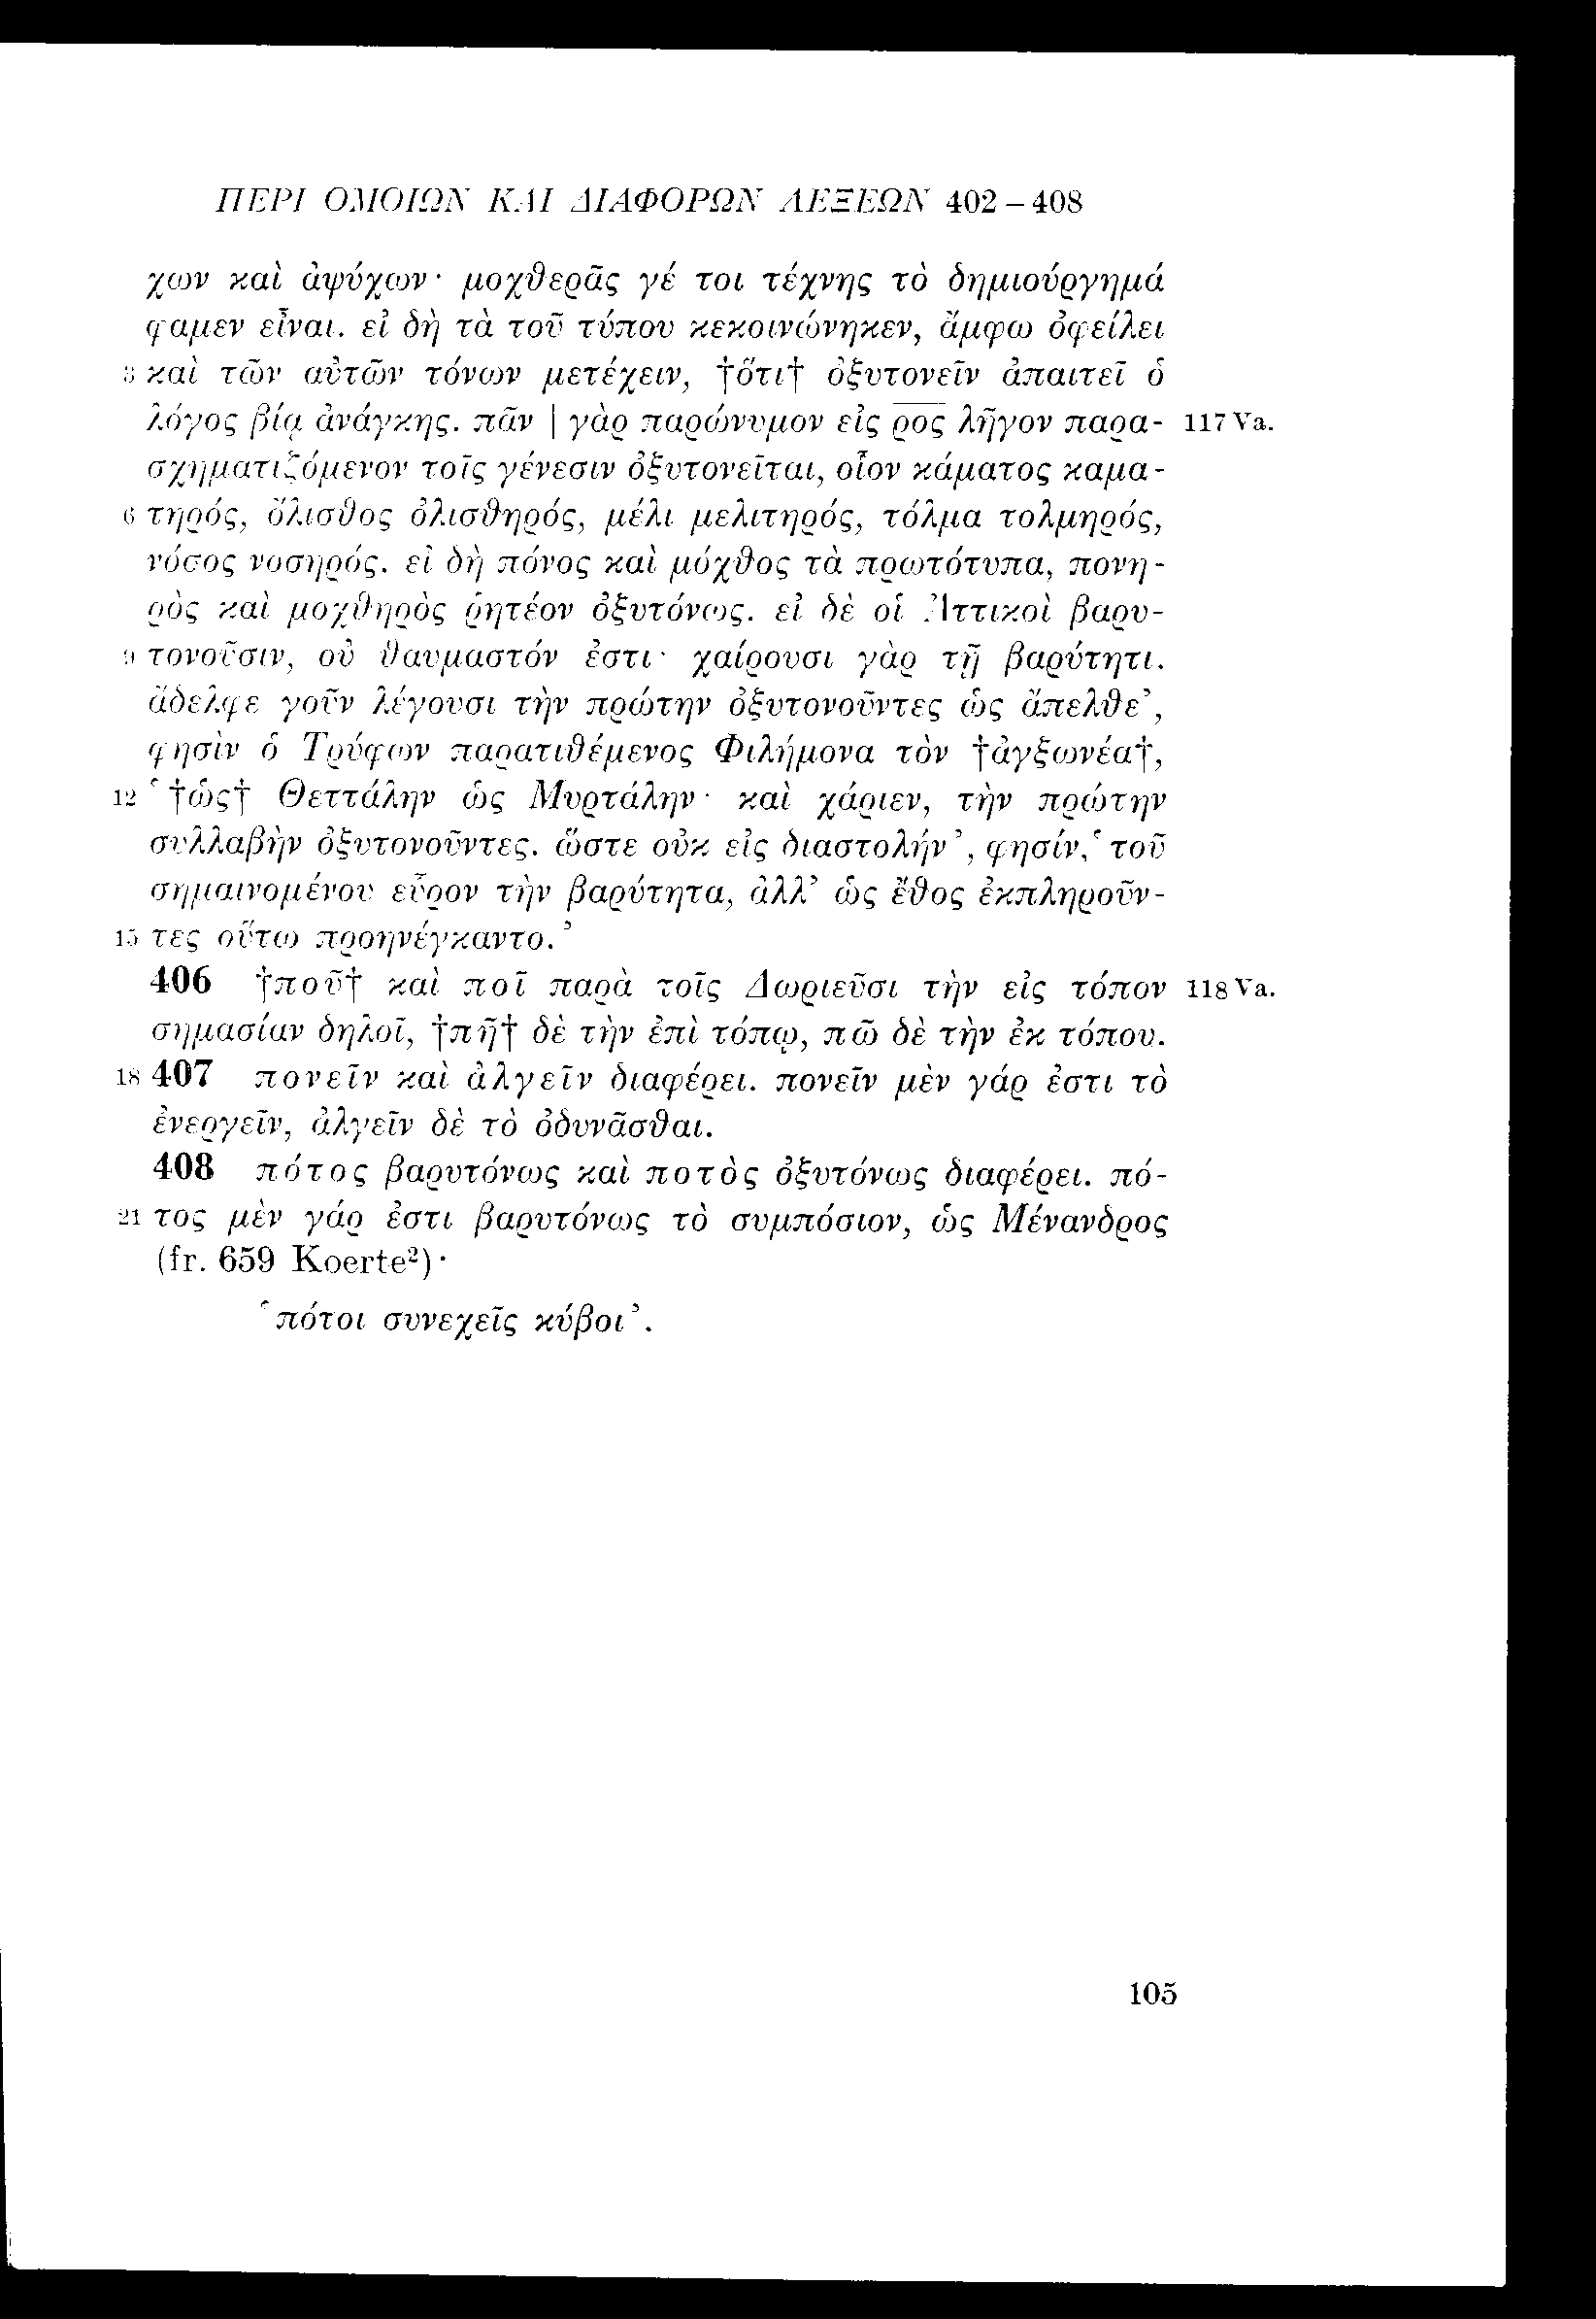 ΠΕΡΙ ΟΜΟΙΩΝ ΚΑΙ ΔΙΑΦΟΡΩΝ ΛΕΞΕΩΝ 402 – 408
χων καὶ ἀψύχων· μοχθερᾶς γέ τοι τέχνης τὸ δημιούργημά
φαμεν εἶναι. εἰ δὴ τὰ τοῦ τύπου κεκοινώνηκεν, ἄμφω ὀφείλει
3 καὶ τῶν αὐτῶν τόνων μετέχειν, †ὅτι† ὀξυτονεῖν ἀπαιτεῖ ὁ
λόγος βίᾳ ἀνάγκης. πᾶν | γὰρ παρώνυμον εἰς ρος λῆγον παρα- 117 Va.
σχηματιζόμενον τοῖς γένεσιν ὀξυτονεῖται, οἷον κάματος καμα-
6 τηρός, ὄλισθος ὀλισθηρός, μέλι μελιτηρός, τόλμα τολμηρός,
νόσος νοσηρός. εἰ δὴ πόνος καὶ μόχθος τὰ πρωτότυπα, πονη-
ρὸς καὶ μοχθηρὸς ῥητέον ὀξυτόνως. εἰ δὲ οἱ Ἀττικοὶ βαρυ-
9 τονοῦσιν, οὐ θαυμαστόν ἐστι· χαίρουσι γὰρ τῇ βαρύτητι.
ἄδελφε γοῦν λέγουσι τὴν πρώτην ὀξυτονοῦντες ὡς ἄπελθε’,
φησὶν ὁ Τρύφων παρατιθέμενος Φιλήμονα τὸν †ἀγξωνέα†,
12 ‘†ὡς† Θεττάλην ὡς Μυρτάλην· καὶ χάριεν, τὴν πρώτην
συλλαβὴν ὀξυτονοῦντες. ὥστε οὐκ εἰς διαστολήν’, φησίν, ‘τοῦ
σημαινομένου εὗρον τὴν βαρύτητα, ἀλλ’ ὡς ἔθος ἐκπληροῦν-
15 τες οὕτω προηνέγκαντο.’
406 †ποῦ† καὶ ποῖ παρὰ τοῖς Δωριεῦσι τὴν εἰς τόπον 118 Va.
σημασίαν δηλοῖ, †πῆ† δὲ τὴν ἐπὶ τόπῳ, πῶ δὲ τὴν ἐκ τόπου.
18 407 πονεῖν καὶ ἀλγεῖν διαφέρει. πονεῖν μὲν γάρ ἐστι τὸ
ἐνεργεῖν, ἀλγεῖν δὲ τὸ ὀδυνᾶσθαι.
408 πότος βαρυτόνως καὶ ποτὸς ὀξυτόνως διαφέρει. πό-
21 τος μὲν γάρ ἐστι βαρυτόνως τὸ συμπόσιον, ὡς Μένανδρος
(fr. 659 Koerte²)·
‘πότοι συνεχεῖς κύβοι’.
105